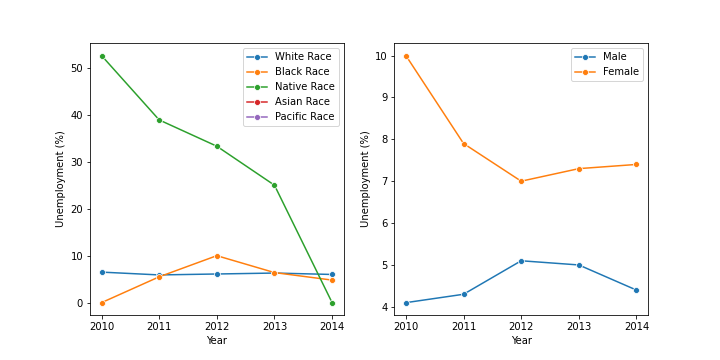 White Race
Black Race
Native Race
Asian Race
Pacific Race
50
40
30
20
10
0
Unemployment (%)
2010 2011 2012 2013 2014
Year
Male
Female
10
9
8
7
6
5
4
Unemployment (%)
2010 2011 2012 2013 2014
Year